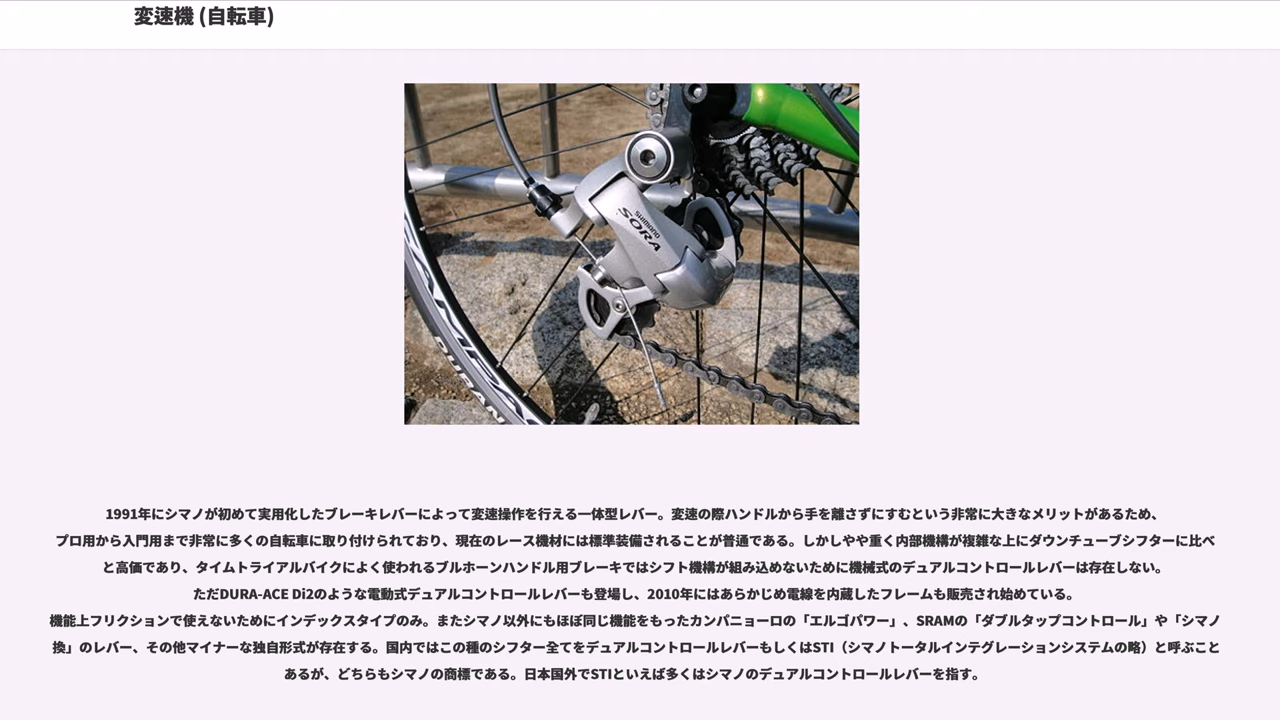 変速機 (自転車)
SHIMANO
SORA
DURAN
1991年にシマノが初めて実用化したブレーキレバーによって変速操作を行える一体型レバー。変速の際ハンドルから手を離さずにすむという非常に大きなメリットがあるため、
プロ用から入門用まで非常に多くの自転車に取り付けられており、現在のレース機材には標準装備されることが普通である。しかしやや重く内部機構が複雑な上にダウンチューブシフターに比べ
と高価であり、タイムトライアルバイクによく使われるブルホーンハンドル用ブレーキではシフト機構が組み込めないために機械式のデュアルコントロールレバーは存在しない。
ただDURA-ACE Di2のような電動式デュアルコントロールレバーも登場し、2010年にはあらかじめ電線を内蔵したフレームも販売され始めている。
機能上フリクションで使えないためにインデックスタイプのみ。またシマノ以外にもほぼ同じ機能をもったカンパニョーロの「エルゴパワー」、SRAMの「ダブルタップコントロール」や「シマノ
換」のレバー、その他マイナーな独自形式が存在する。国内ではこの種のシフター全てをデュアルコントロールレバーもしくはSTI（シマノトータルインテグレーションシステムの略）と呼ぶこと
あるが、どちらもシマノの商標である。日本国外でSTIといえば多くはシマノのデュアルコントロールレバーを指す。